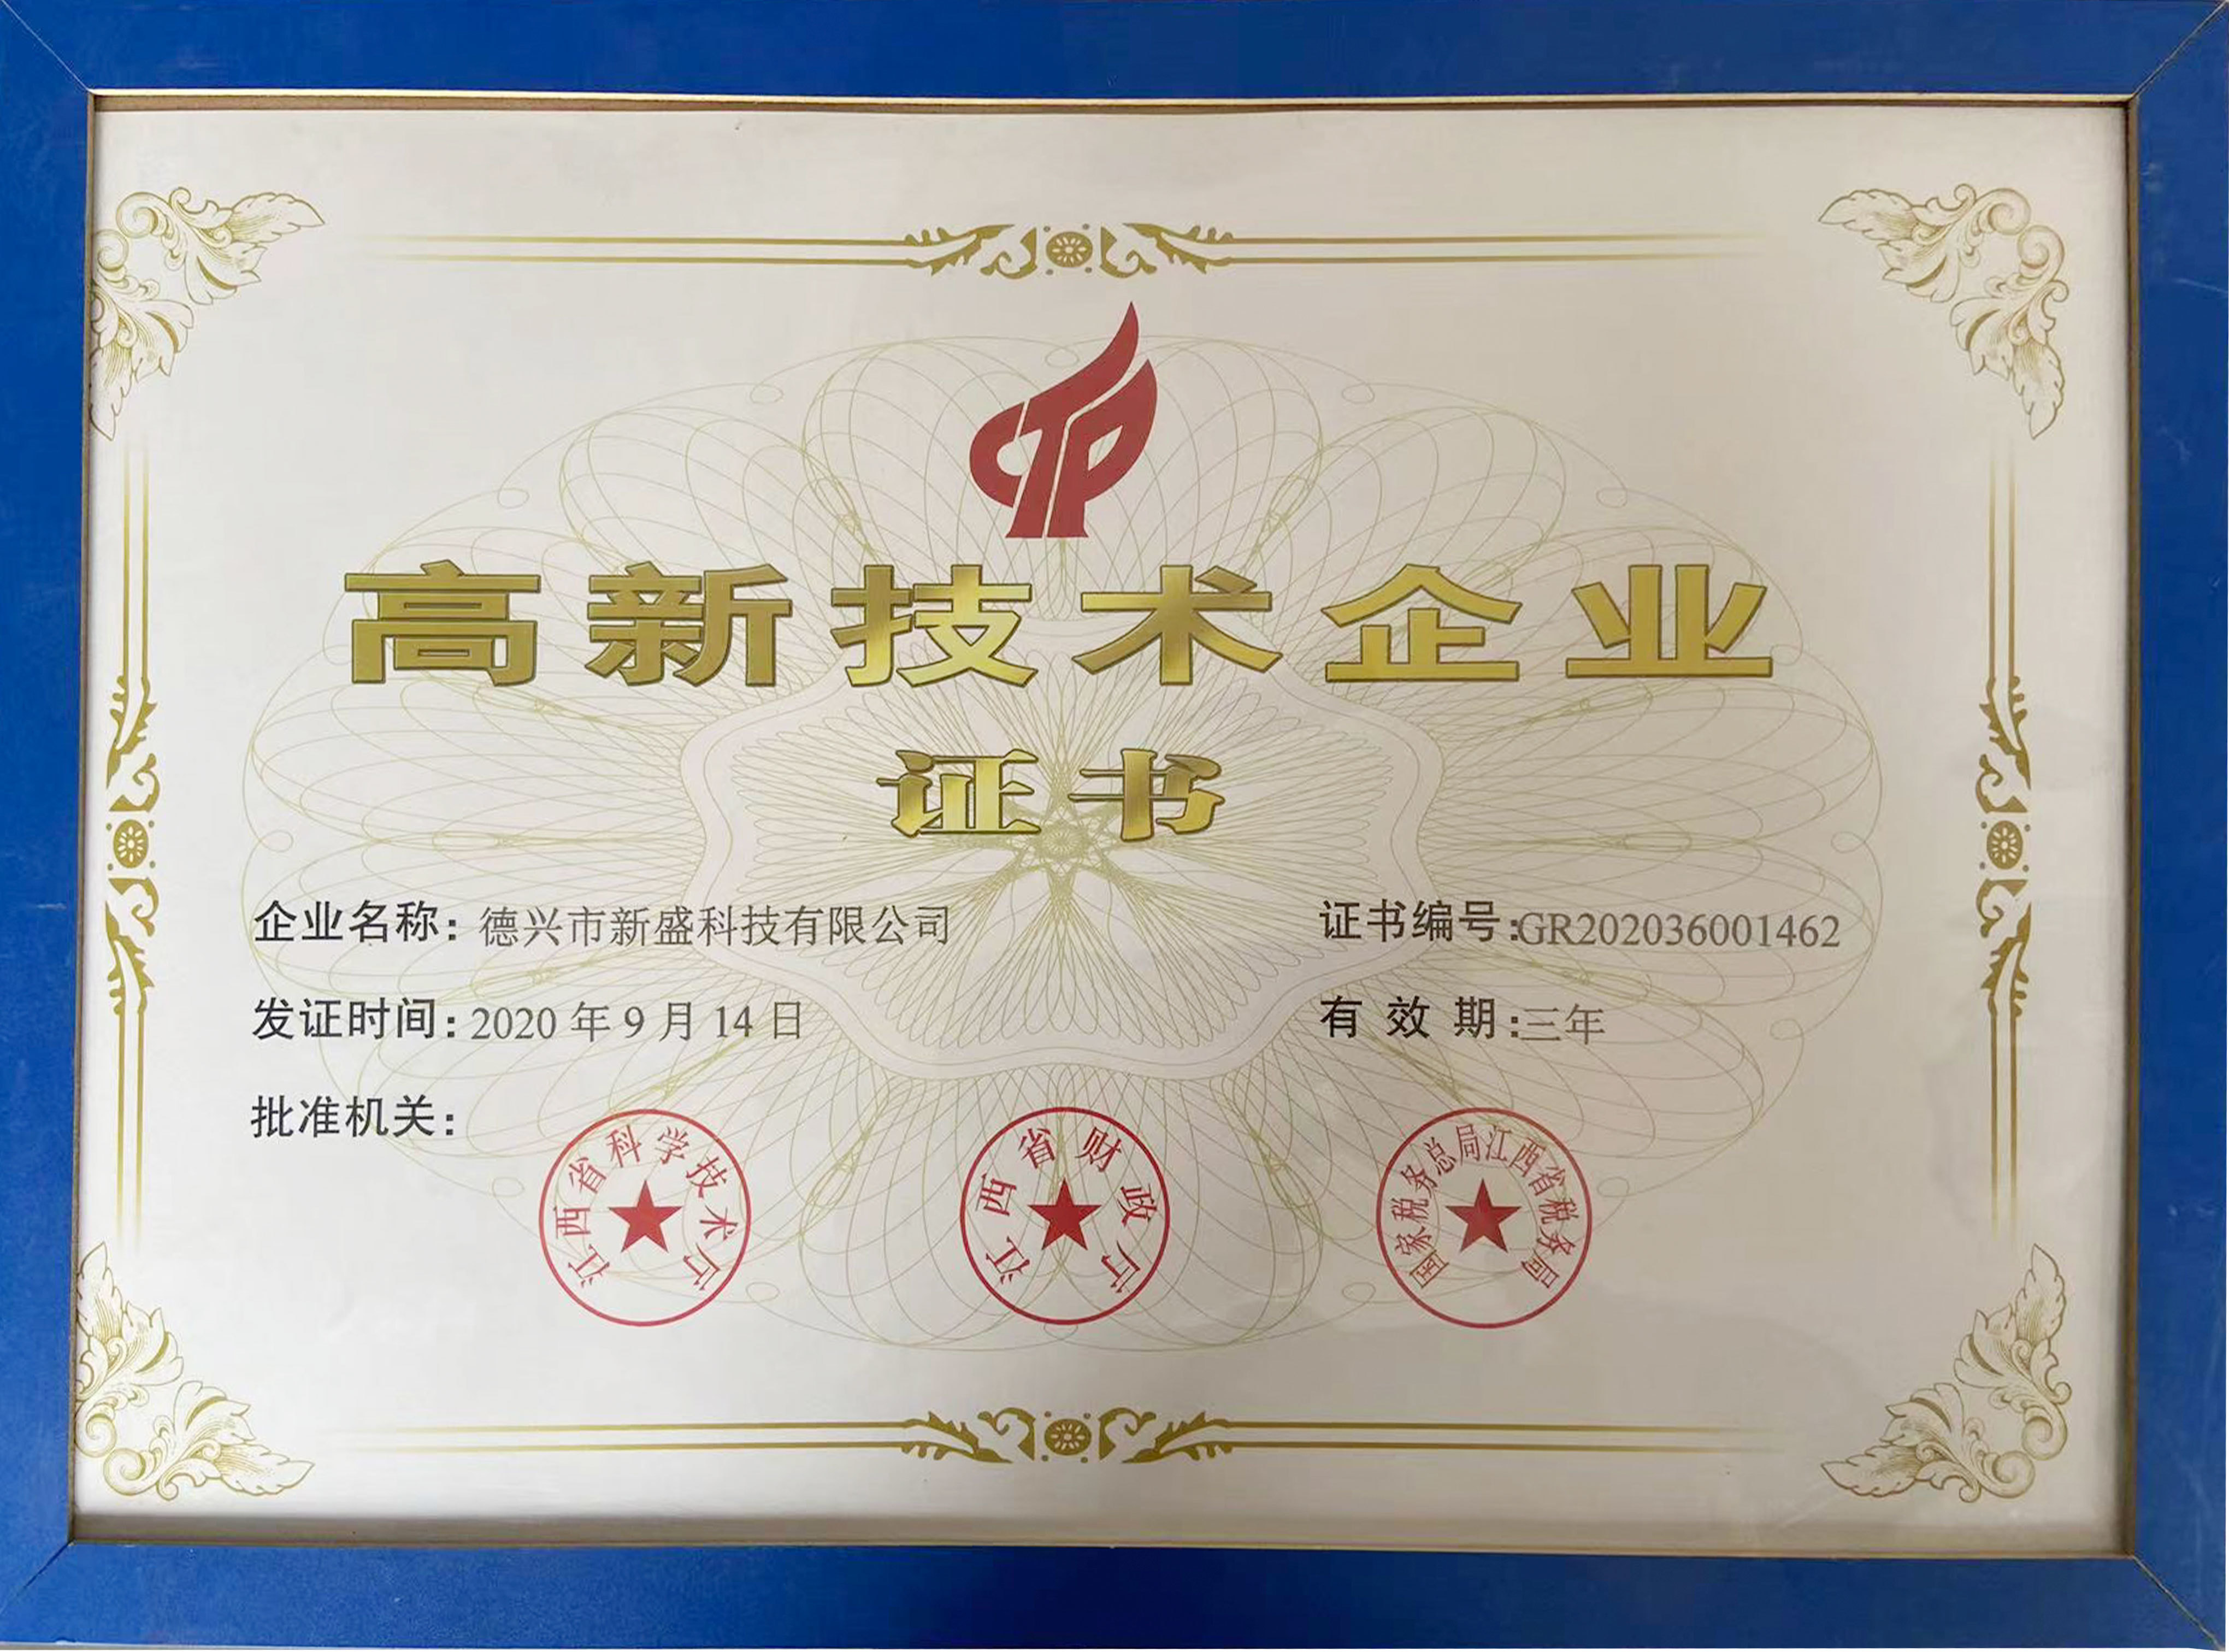 高新技术企业
证书
企业名称：德兴市新盛科技有限公司
证书编号：GR202036001462
发证时间：2020年9月14日
有效期：三年
批准机关：
江西省科学技术厅
江西省财政厅
国家税务总局江西省税务局